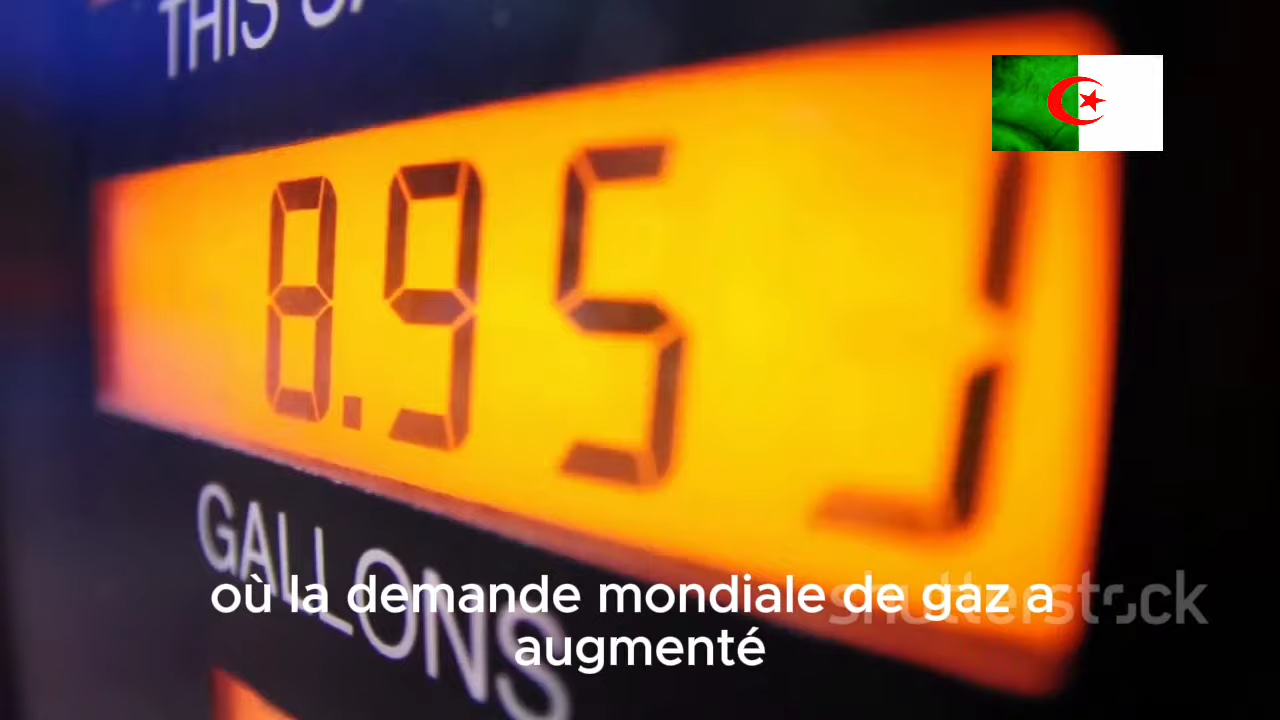 THIS
8.95
GALLONS
où la demande mondiale de gaz a
augmenté
shutterstock